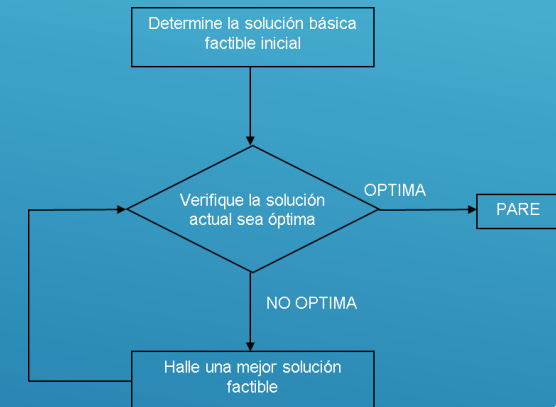 Determine la solución básica
factible inicial
Verifique la solución
actual sea óptima
OPTIMA
PARE
NO OPTIMA
Halle una mejor solución
factible